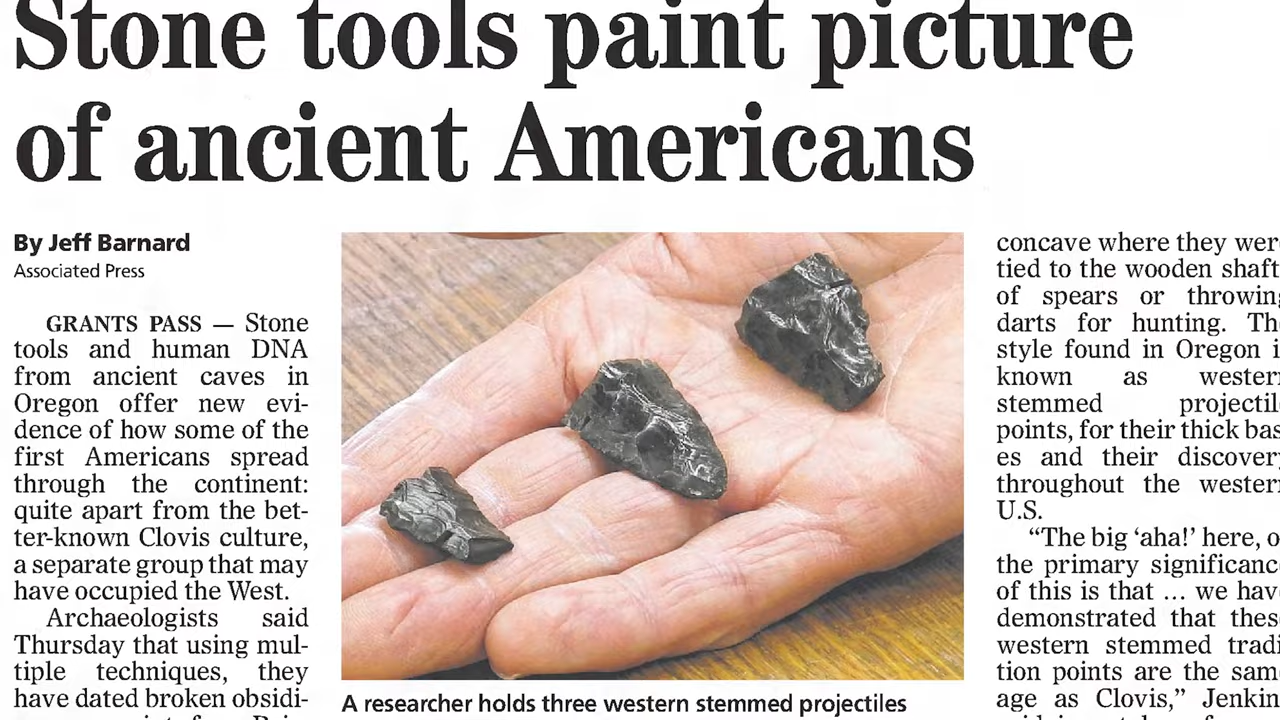 Stone tools paint picture
of ancient Americans
By Jeff Barnard
Associated Press
GRANTS PASS — Stone
tools and human DNA
from ancient caves in
Oregon offer new evi-
dence of how some of the
first Americans spread
through the continent:
quite apart from the bet-
ter-known Clovis culture,
a separate group that may
have occupied the West.
Archaeologists said
Thursday that using mul-
tiple techniques, they
have dated broken obsidi-
A researcher holds three western stemmed projectiles
concave where they were
tied to the wooden shaft
of spears or throwing
darts for hunting. The
style found in Oregon
known as western
stemmed projectile
points, for their thick bas
es and their discovery
throughout the western
U.S.
“The big ‘aha!’ here,
the primary significance
of this is that ... we have
demonstrated that these
western stemmed tradi
tion points are the same
age as Clovis,” Jenkins